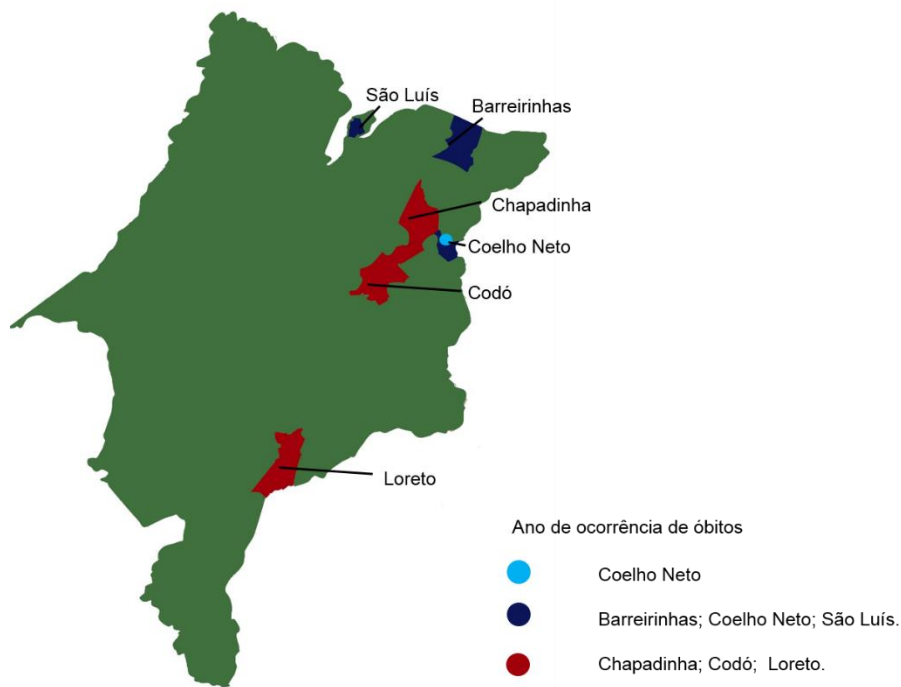 São Luís
Barreirinhas
Chapadinha
Coelho Neto
Codó
Loreto
Ano de ocorrência de óbitos
Coelho Neto
Barreirinhas; Coelho Neto; São Luís.
Chapadinha; Codó; Loreto.